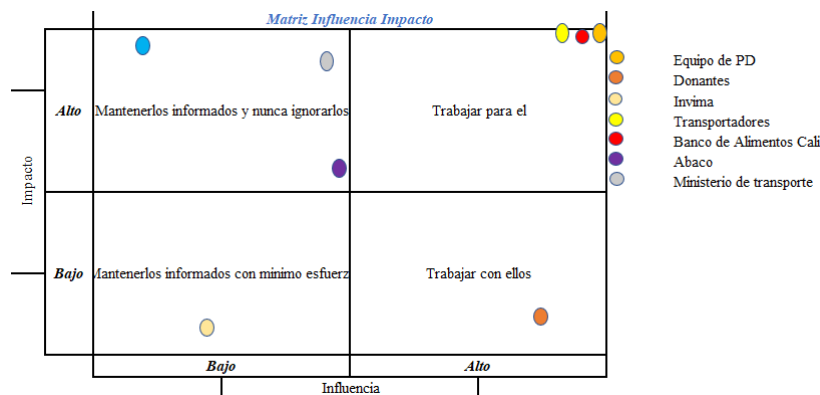 Matriz Influencia Impacto
Impacto
Alto
Mantenerlos informados y nunca ignorarlos
Trabajar para el
Bajo
Mantenerlos informados con minimo esfuerz
Trabajar con ellos
Bajo
Alto
Influencia
Equipo de PD
Donantes
Invima
Transportadores
Banco de Alimentos Cali
Abaco
Ministerio de transporte